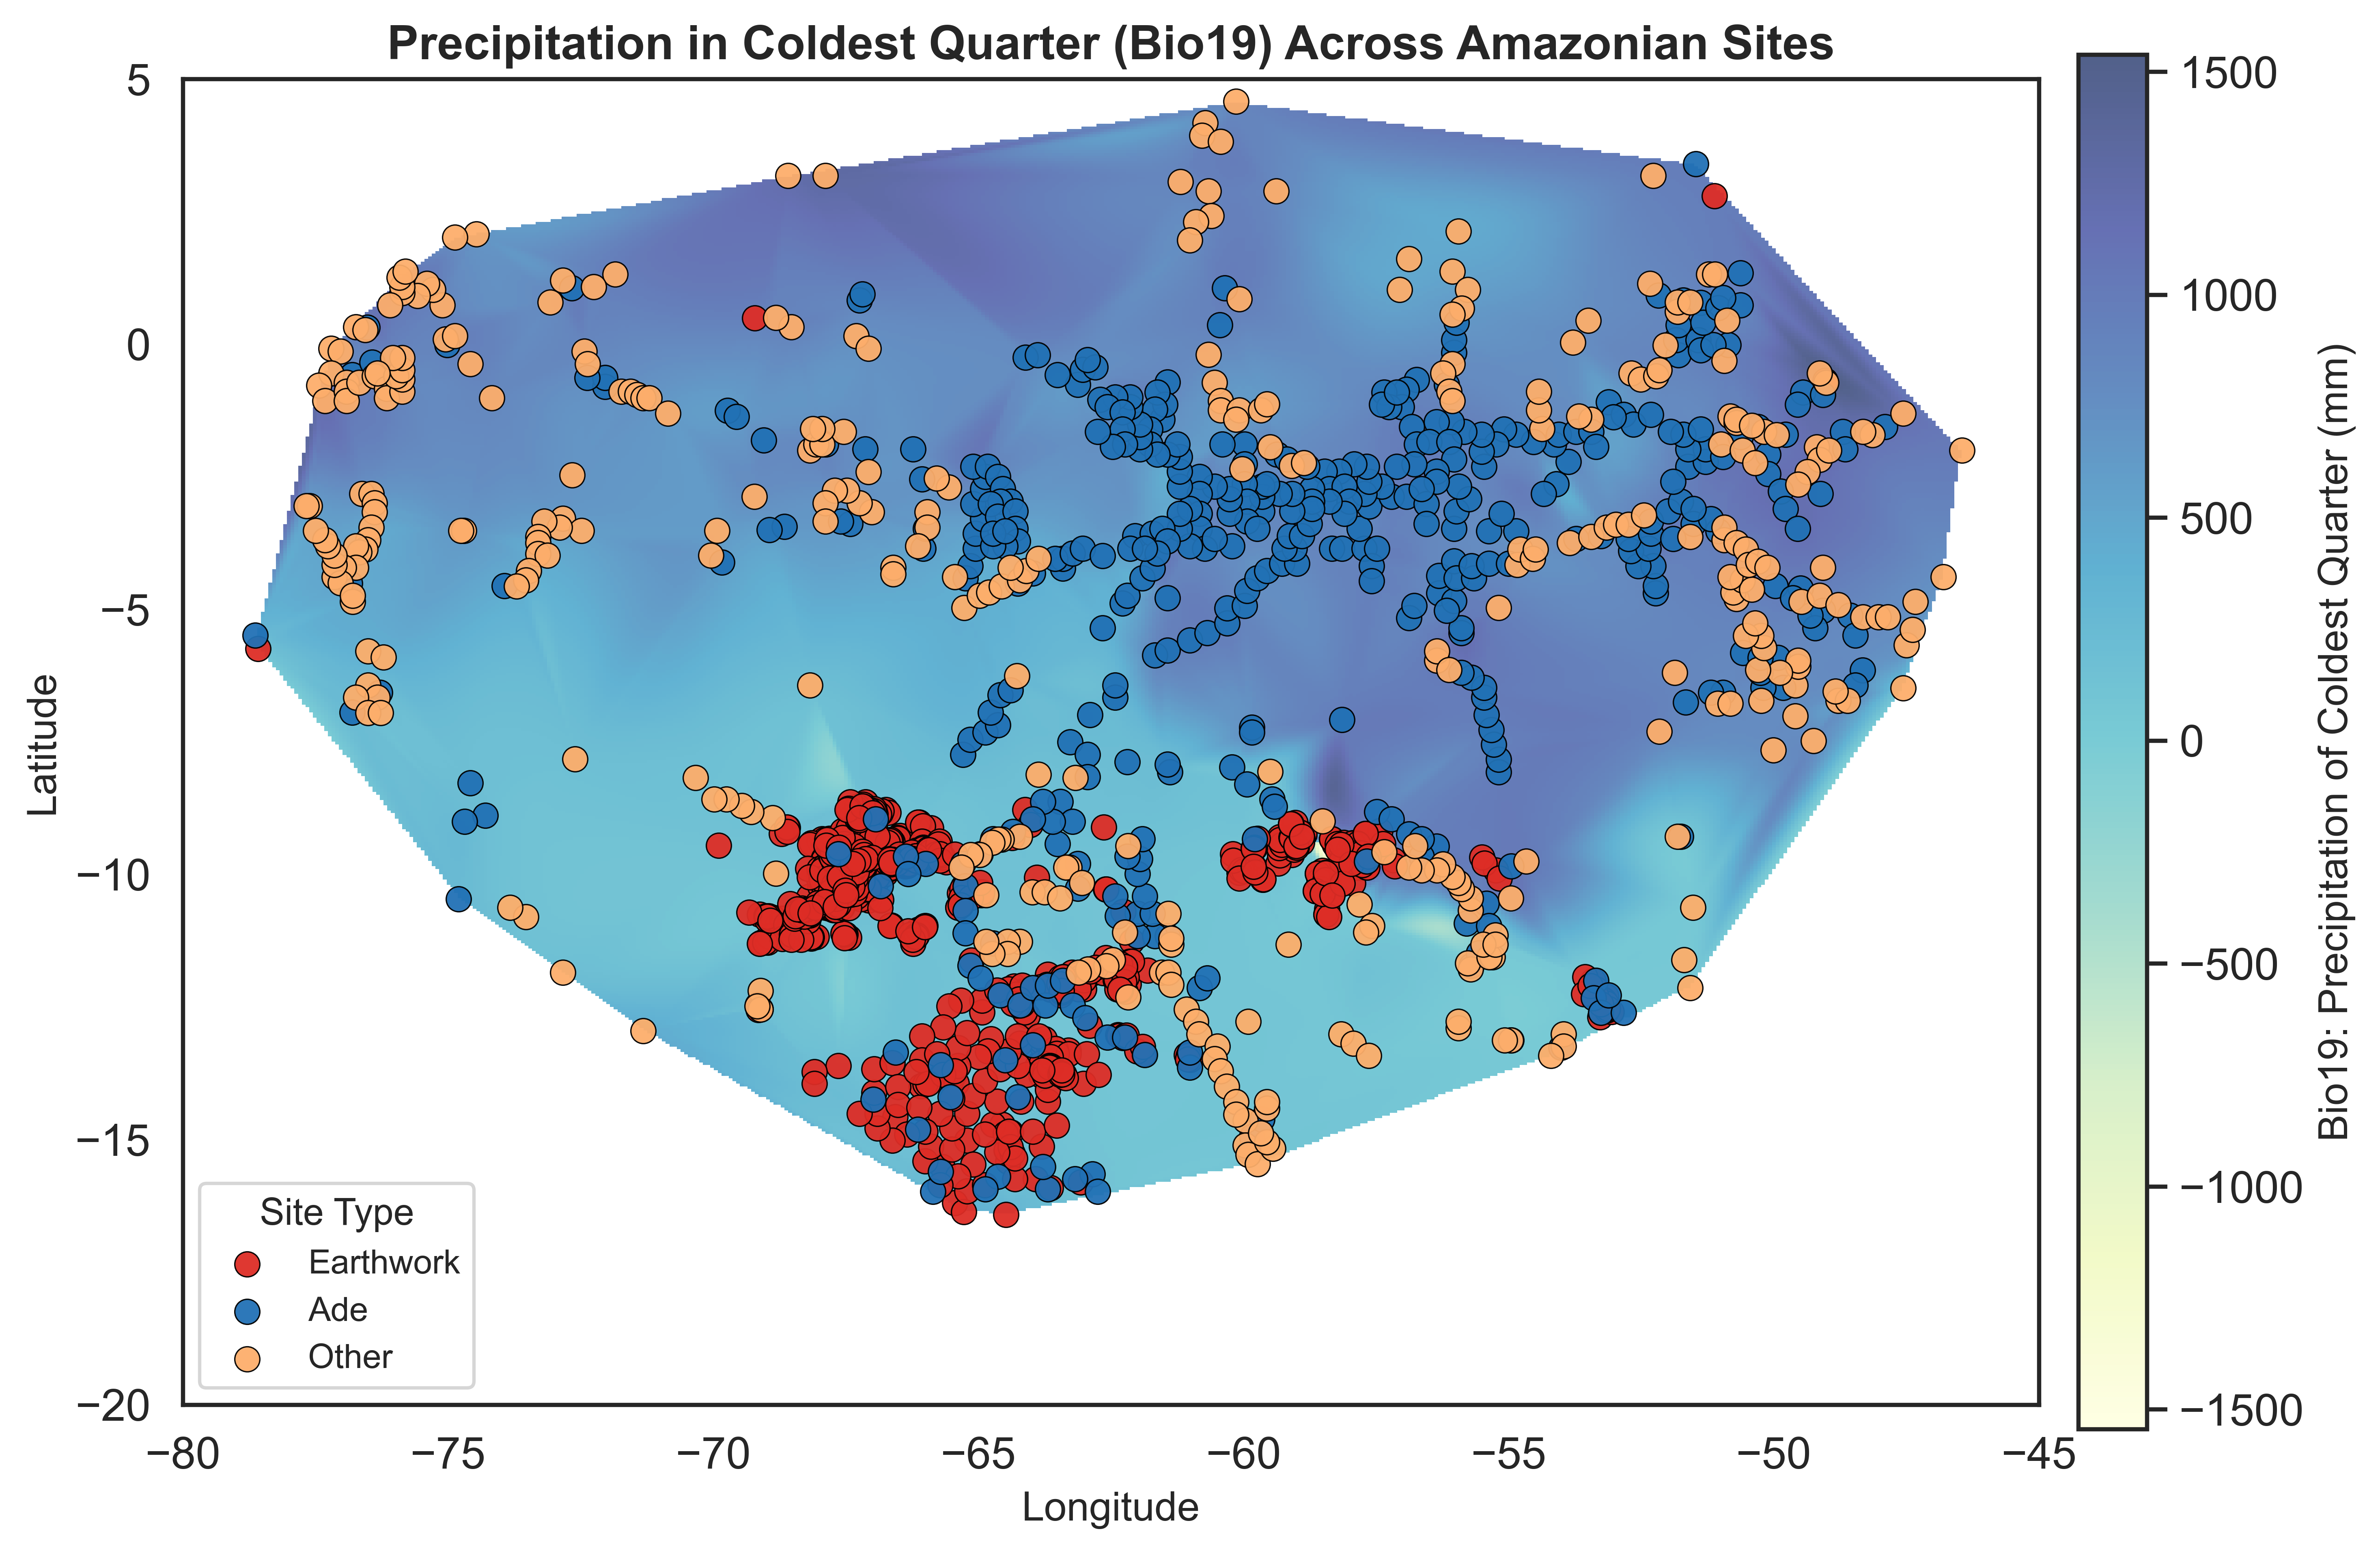 Precipitation in Coldest Quarter (Bio19) Across Amazonian Sites
5
0
−5
−10
−15
−20
Latitude
−80
−75
−70
−65
−60
−55
−50
−45
Longitude
Site Type
Earthwork
Ade
Other
1500
1000
500
0
−500
−1000
−1500
Bio19: Precipitation of Coldest Quarter (mm)